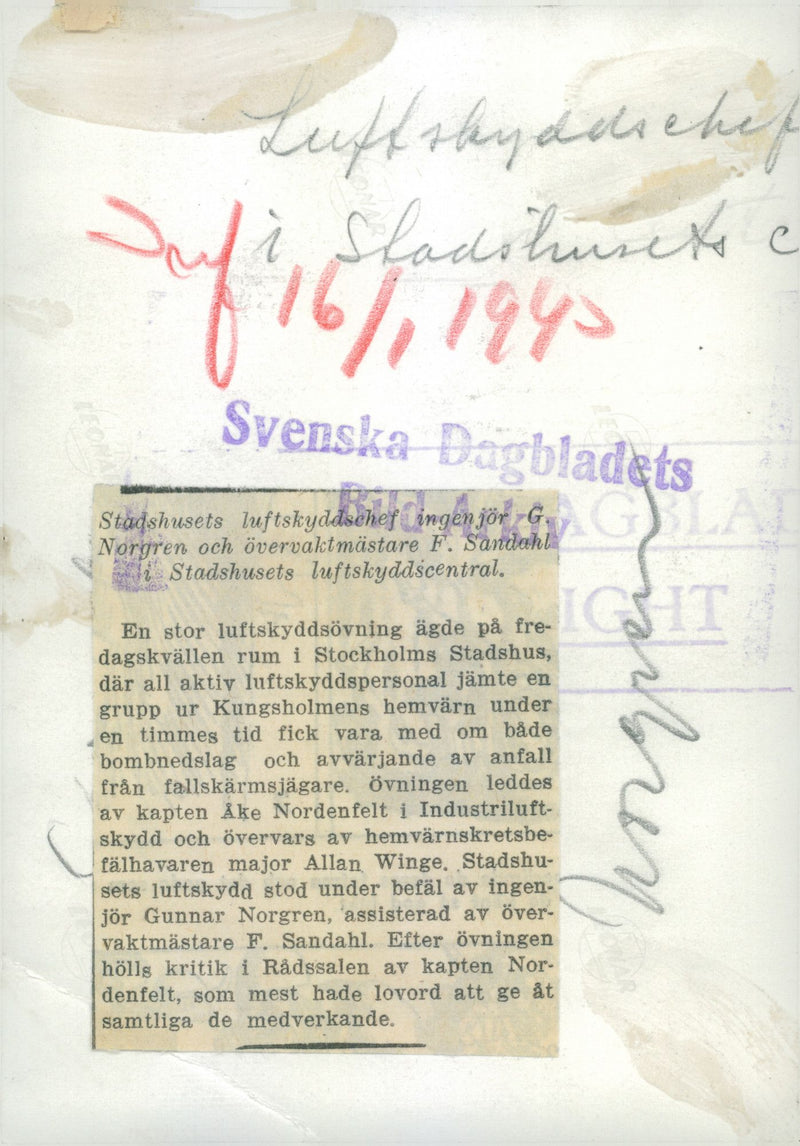 Luftskyddschef
i Stadshusets c
16/1 1943
Svenska Dagbladets
Bild Arkiv
DAGBLA
IGHT
Norgren
Stadshusets luftskyddschef ingenjör G.
Norgren och övervaktmästare F. Sandahl
i Stadshusets luftskyddscentral.
En stor luftskyddsövning ägde på fre-
dagskvällen rum i Stockholms Stadshus,
där all aktiv luftskyddspersonal jämte en
grupp ur Kungsholmens hemvärn under
en timmes tid fick vara med om både
bombnedslag och avvärjande av anfall
från fallskärmsjägare. Övningen leddes
av kapten Åke Nordenfelt i Industriluft-
skydd och övervars av hemvärnskretsbe-
fälhavaren major Allan Winge. Stadshu-
sets luftskydd stod under befäl av ingen-
jör Gunnar Norgren, assisterad av över-
vaktmästare F. Sandahl. Efter övningen
hölls kritik i Rådssalen av kapten Nor-
denfelt, som mest hade lovord att ge åt
samtliga de medverkande.